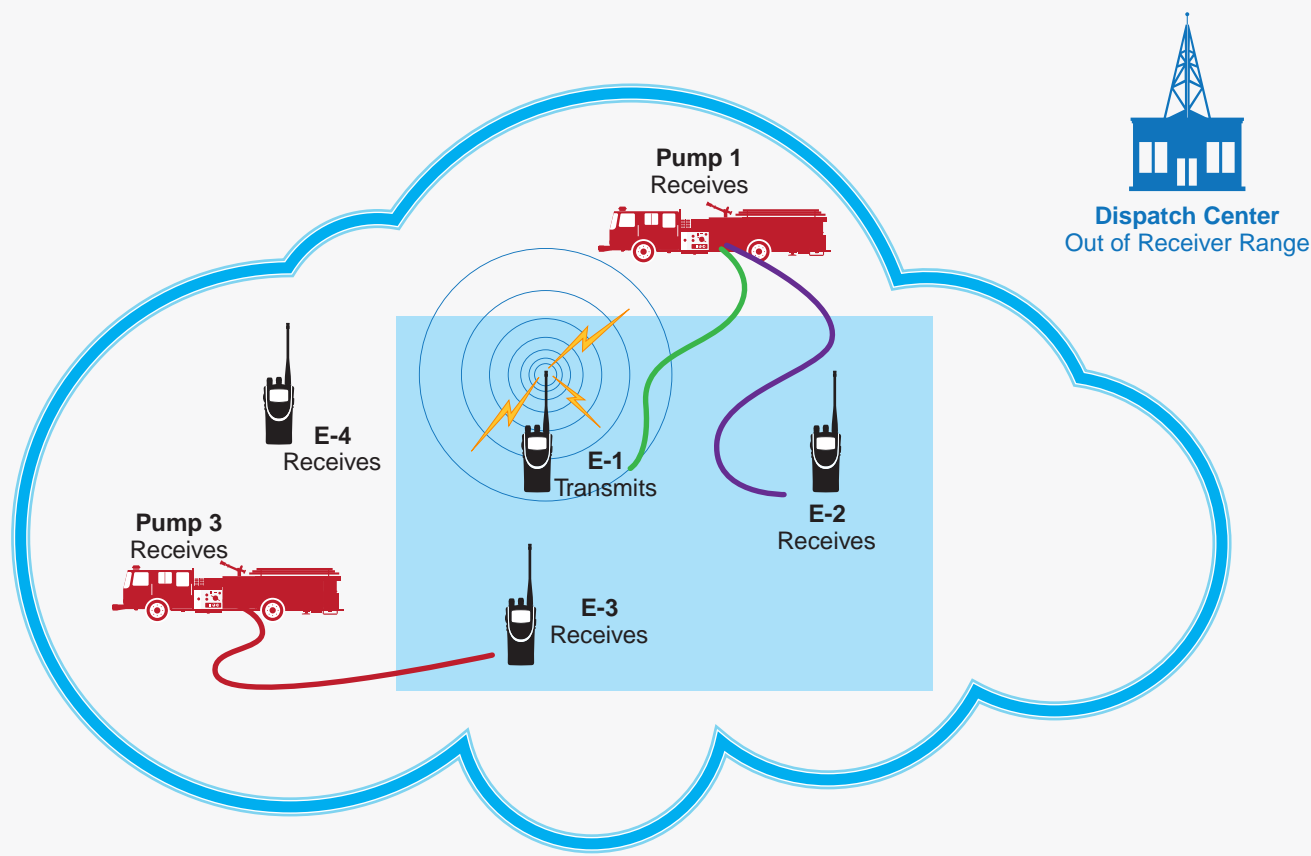 Pump 1
Receives
Dispatch Center
Out of Receiver Range
E-4
Receives
E-1
Transmits
E-2
Receives
Pump 3
Receives
E-3
Receives